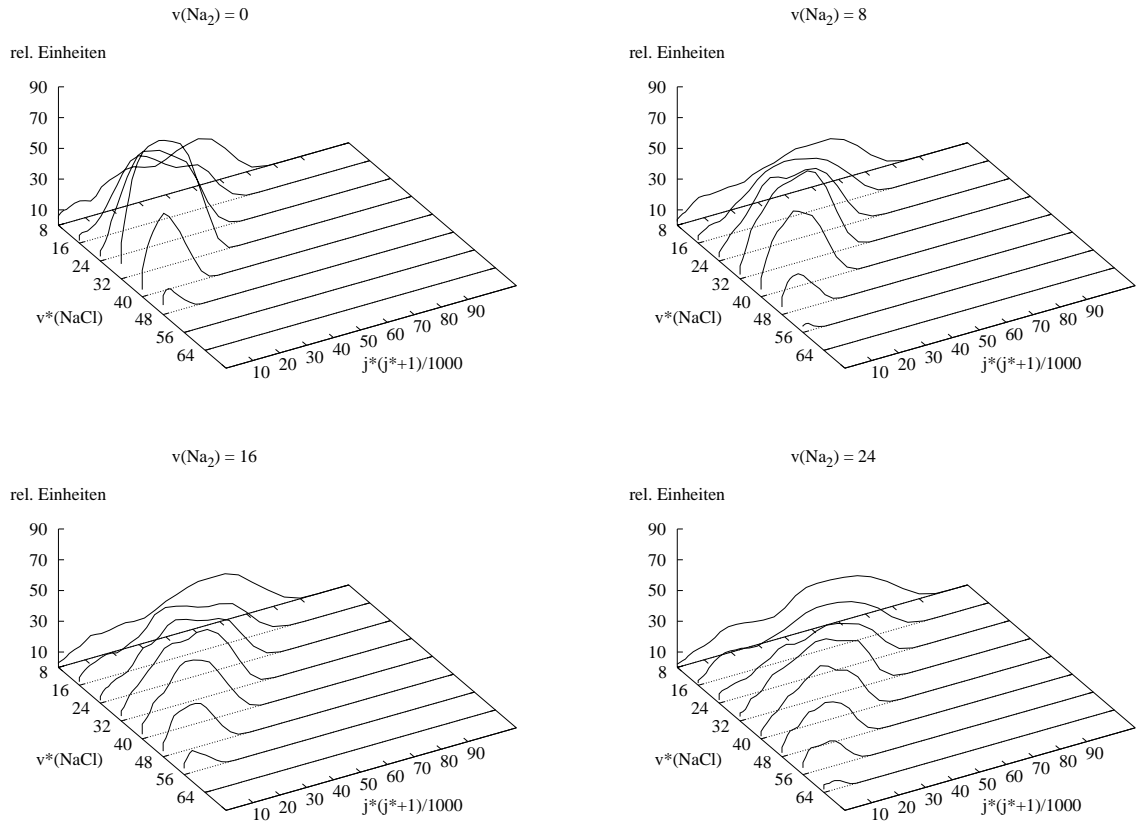 v(Na₂) = 0
rel. Einheiten
90
70
50
30
10
8
16
24
32
40
48
56
64
v*(NaCl)
10 20 30 40 50 60 70 80 90
j*(j*+1)/1000
v(Na₂) = 8
rel. Einheiten
90
70
50
30
10
8
16
24
32
40
48
56
64
v*(NaCl)
10 20 30 40 50 60 70 80 90
j*(j*+1)/1000
v(Na₂) = 16
rel. Einheiten
90
70
50
30
10
8
16
24
32
40
48
56
64
v*(NaCl)
10 20 30 40 50 60 70 80 90
j*(j*+1)/1000
v(Na₂) = 24
rel. Einheiten
90
70
50
30
10
8
16
24
32
40
48
56
64
v*(NaCl)
10 20 30 40 50 60 70 80 90
j*(j*+1)/1000